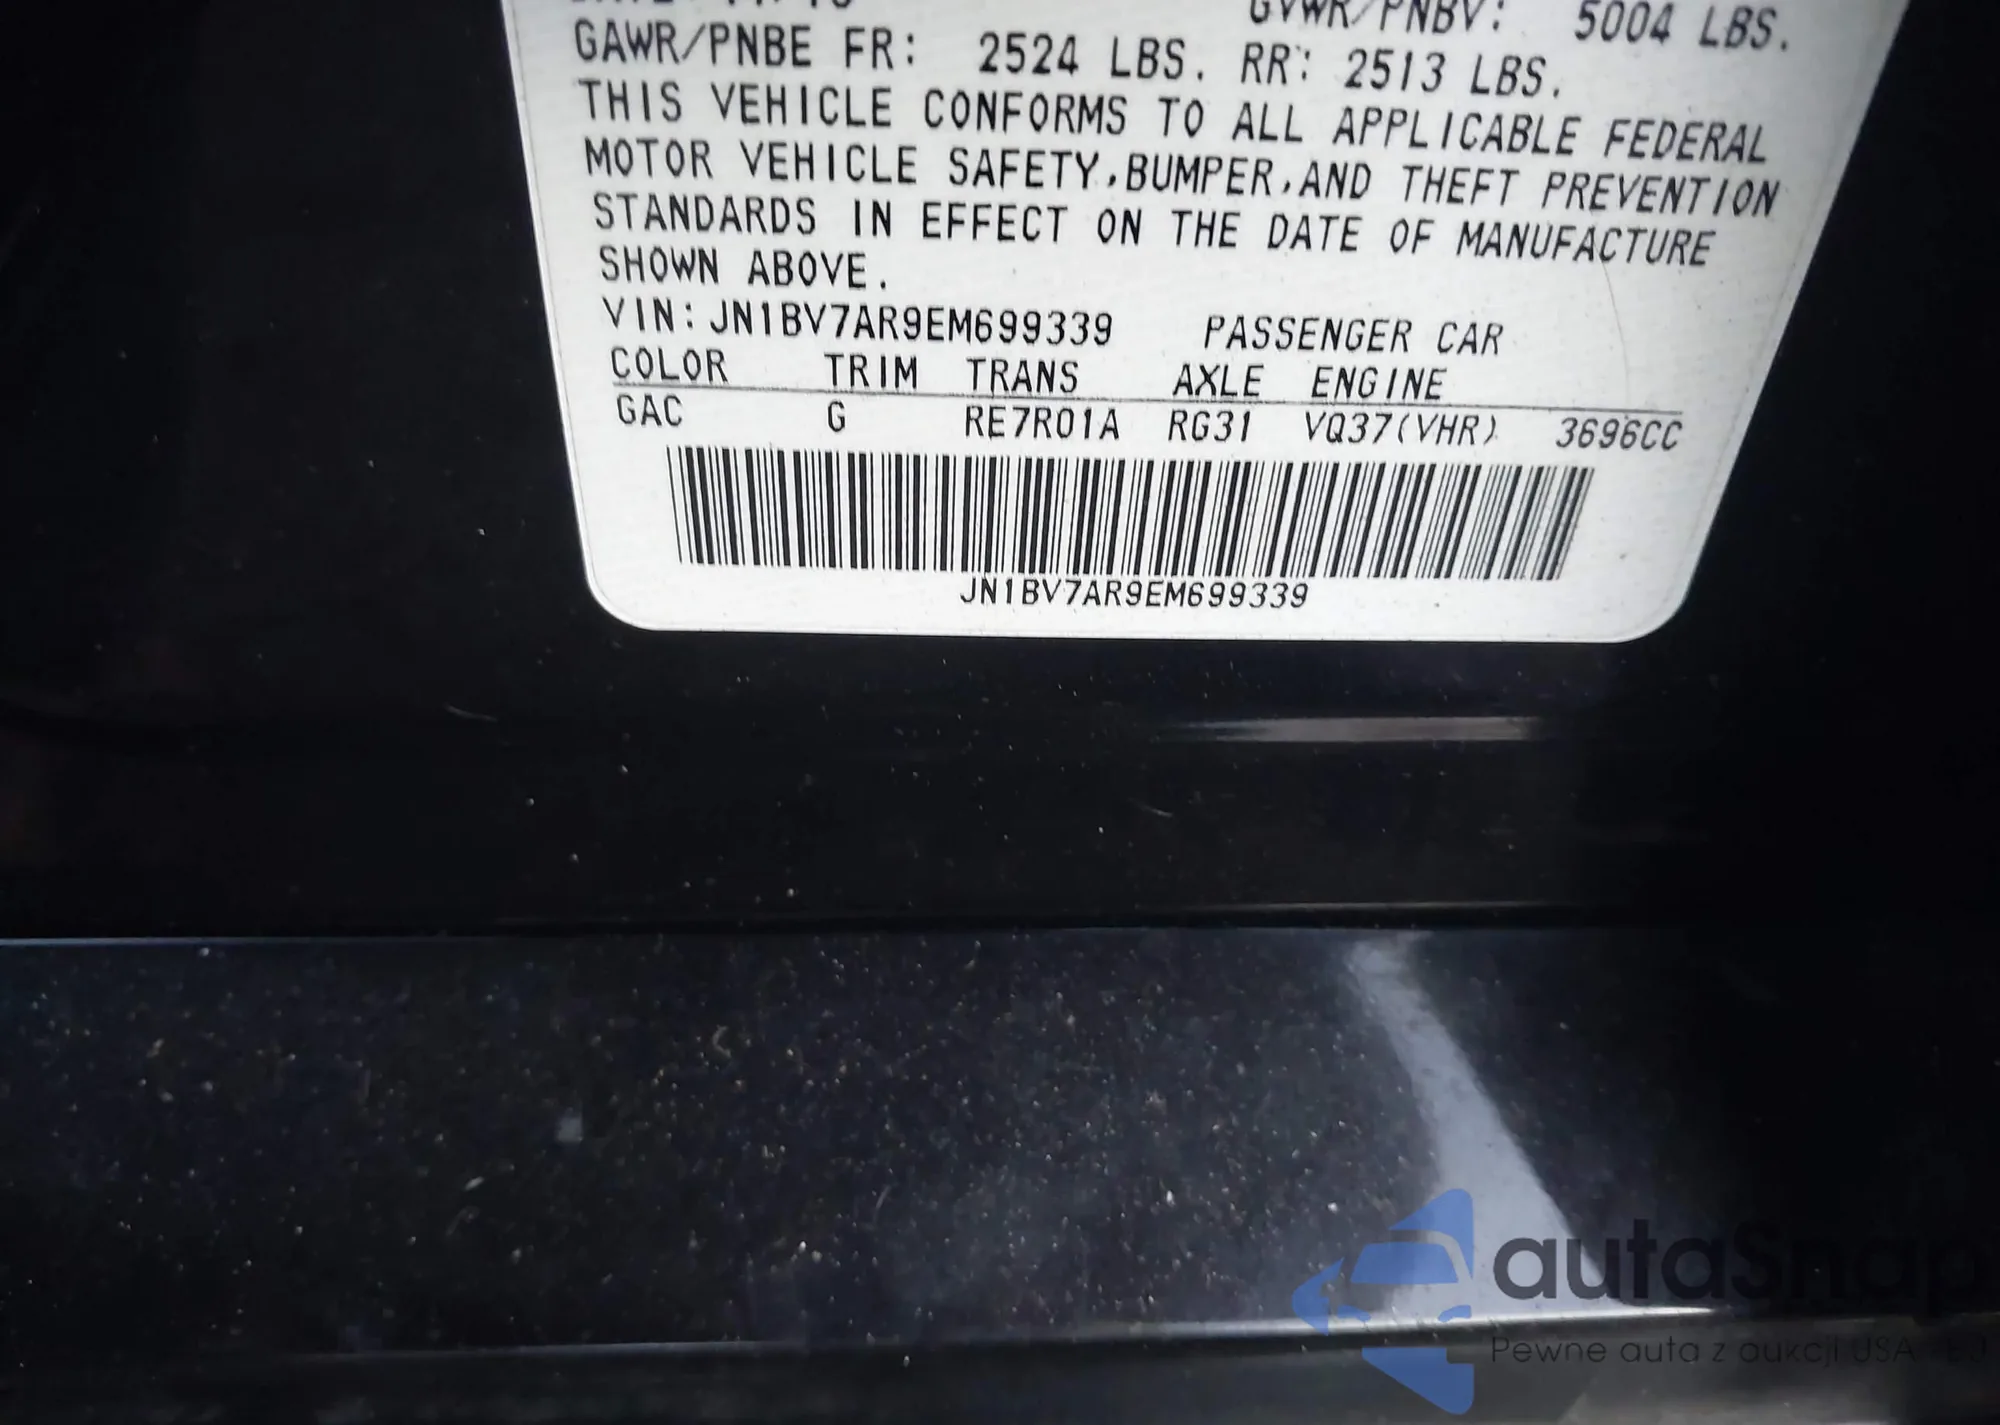 GVWR/PNBV: 5004 LBS.
GAWR/PNBE FR: 2524 LBS. RR: 2513 LBS.
THIS VEHICLE CONFORMS TO ALL APPLICABLE FEDERAL
MOTOR VEHICLE SAFETY,BUMPER,AND THEFT PREVENTION
STANDARDS IN EFFECT ON THE DATE OF MANUFACTURE
SHOWN ABOVE.
VIN: JN1BV7AR9EM699339 PASSENGER CAR
COLOR TRIM TRANS AXLE ENGINE
GAC G RE7R01A RG31 VQ37(VHR) 3696CC
JN1BV7AR9EM699339
autaSnap
Pewne auta z aukcji USA